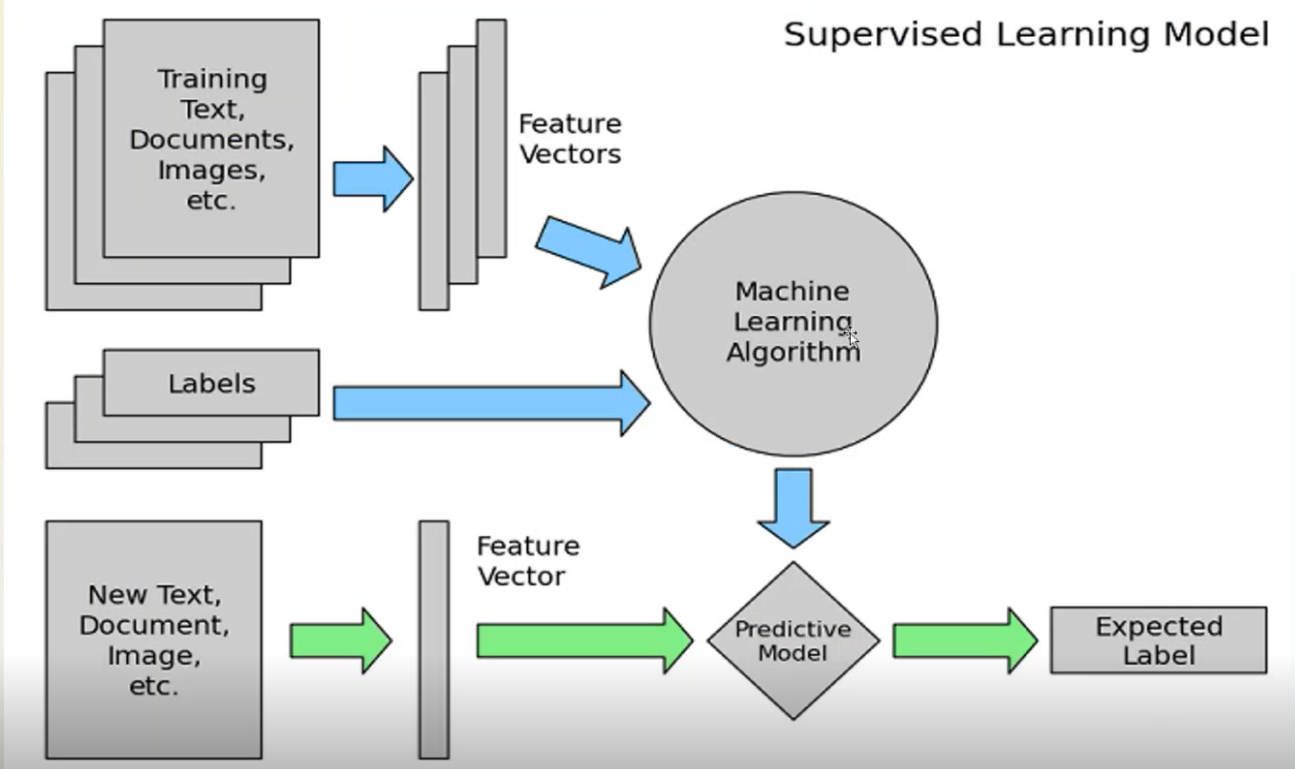 Supervised Learning Model
Training
Text,
Documents,
Images,
etc.
Feature
Vectors
Machine
Learning
Algorithm
Labels
Feature
Vector
New Text,
Document,
Image,
etc.
Predictive
Model
Expected
Label